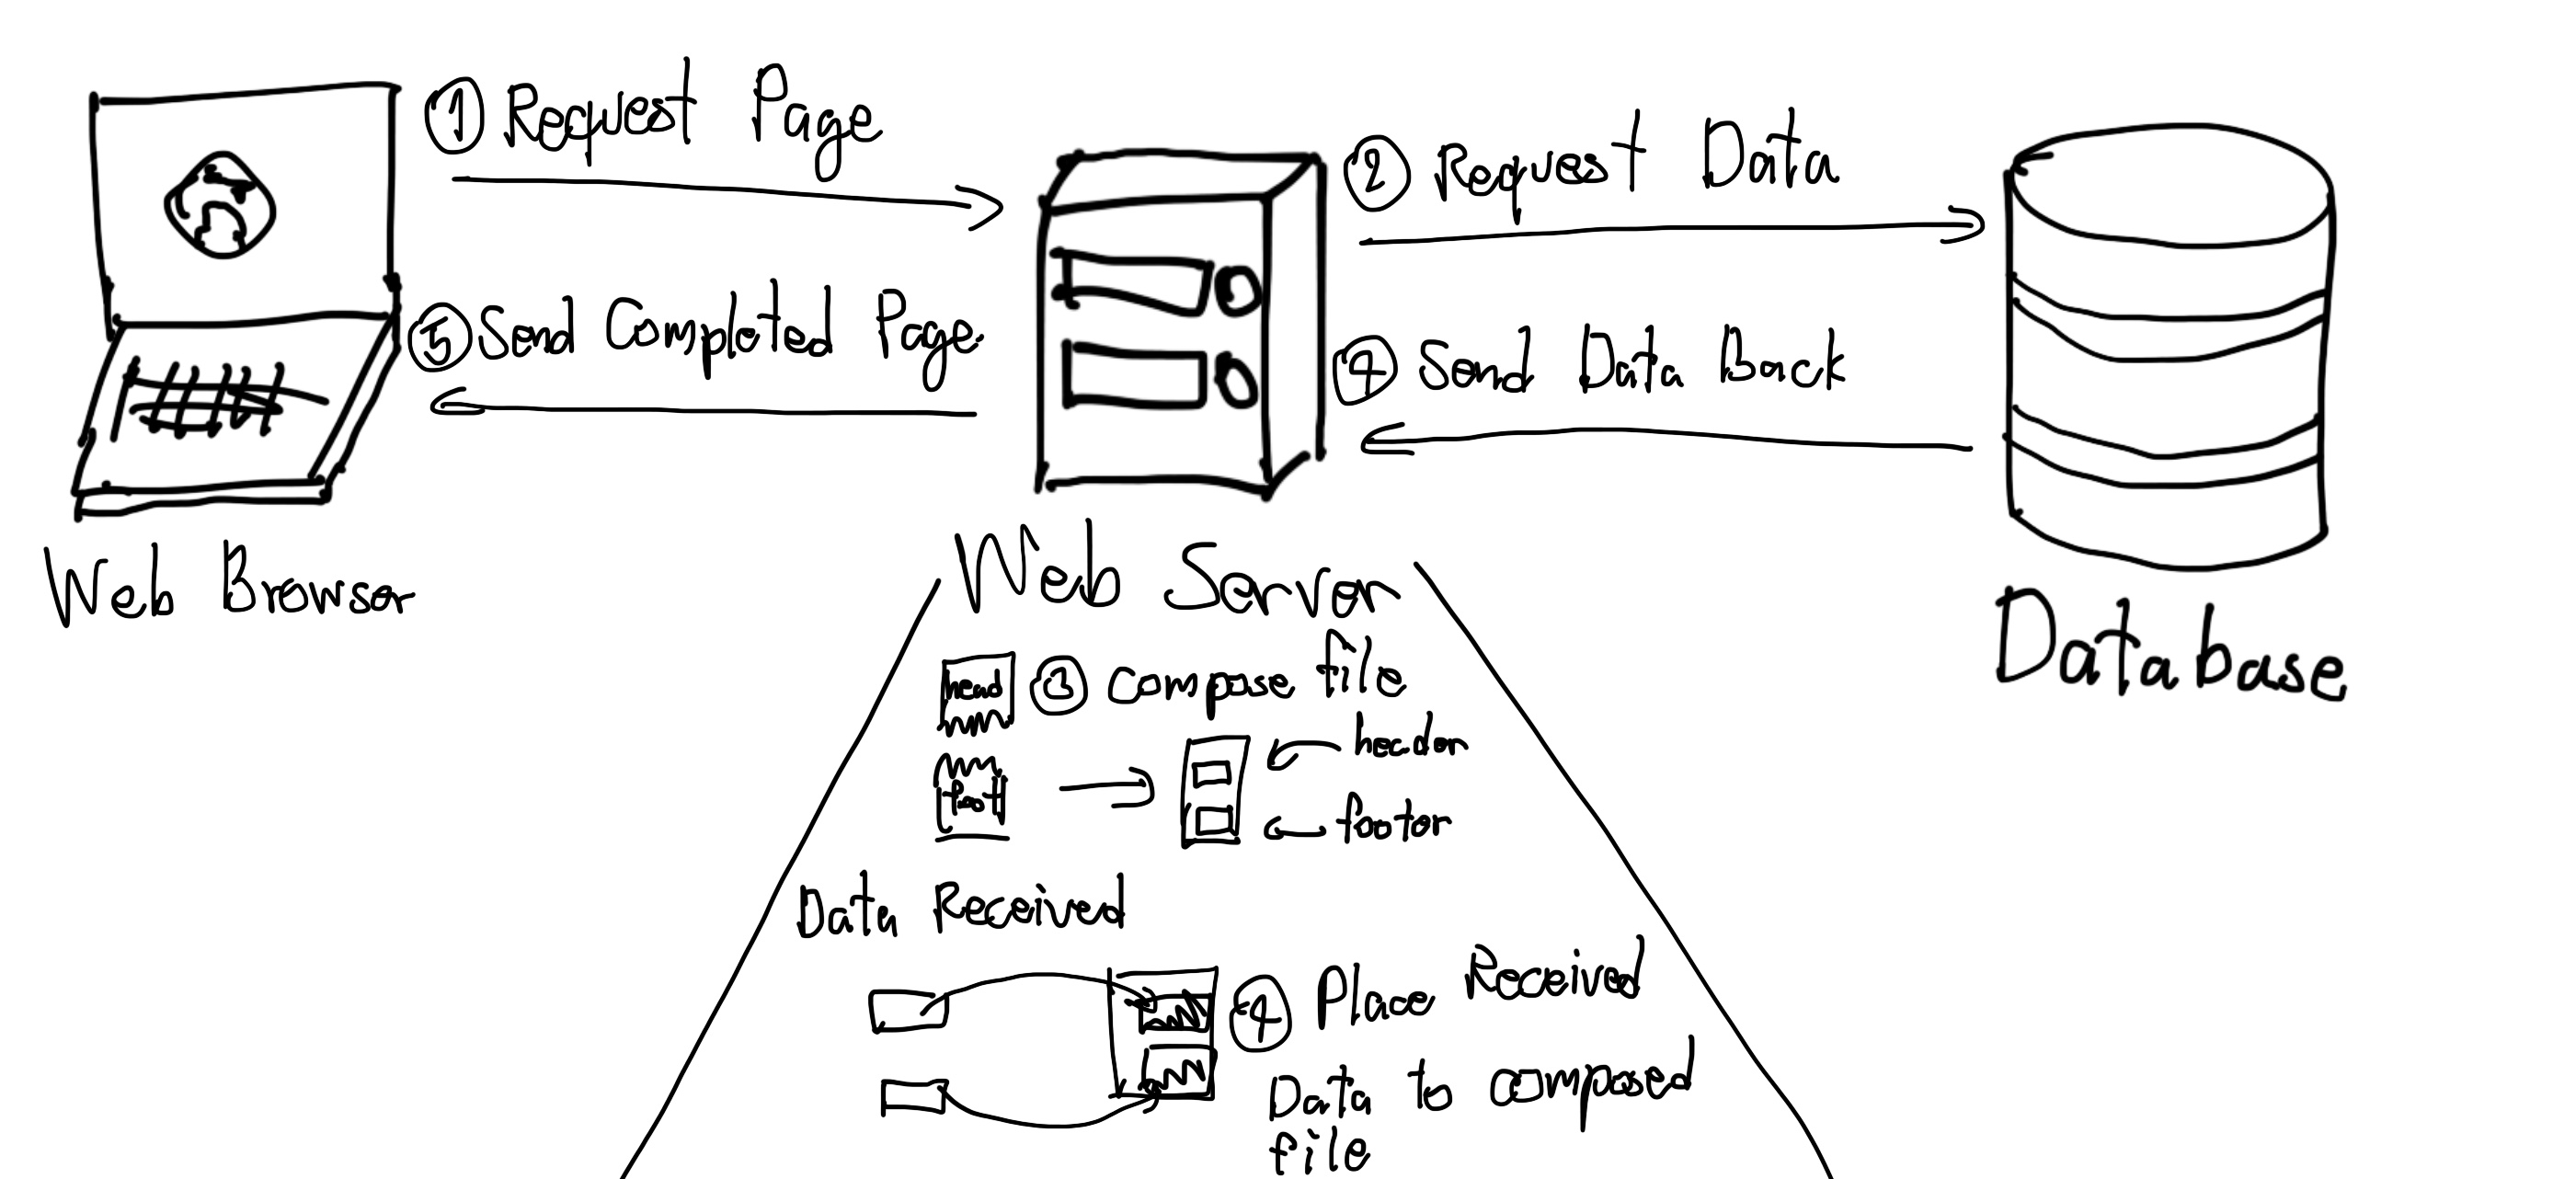 ① Request Page
② Request Data
⑤ Send Completed Page
④ Send Data Back
Web Browser
Web Server
Database
head
③ compose file
foot
header
footer
Data Received
④ Place Received
Data to composed
file